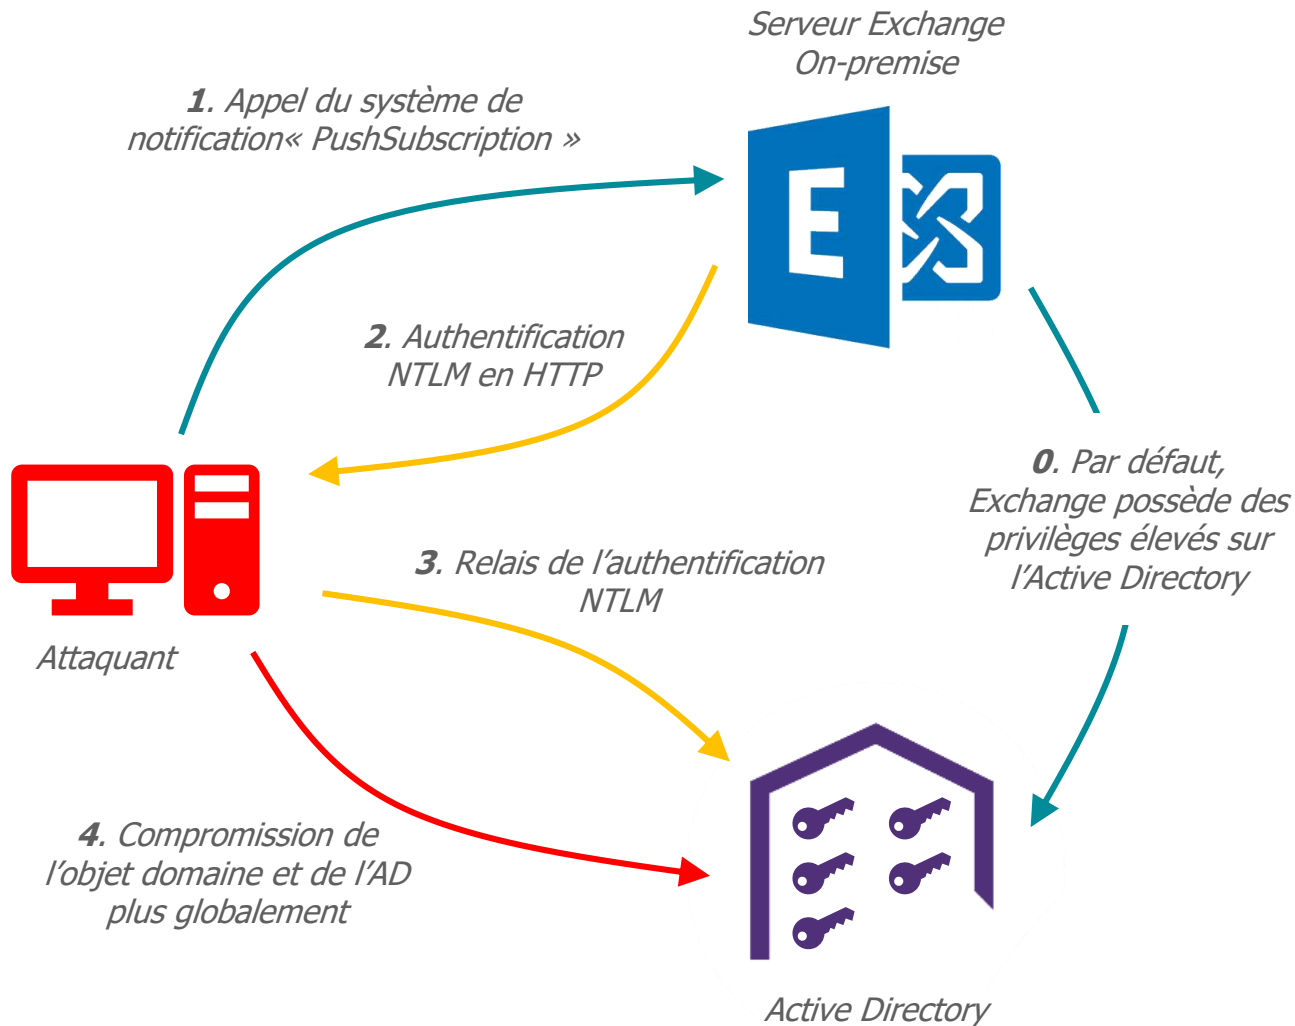 Serveur Exchange
On-premise
1. Appel du système de
notification« PushSubscription »
E
2. Authentification
NTLM en HTTP
0. Par défaut,
Exchange possède des
privilèges élevés sur
l’Active Directory
3. Relais de l’authentification
NTLM
Attaquant
4. Compromission de
l’objet domaine et de l’AD
plus globalement
Active Directory